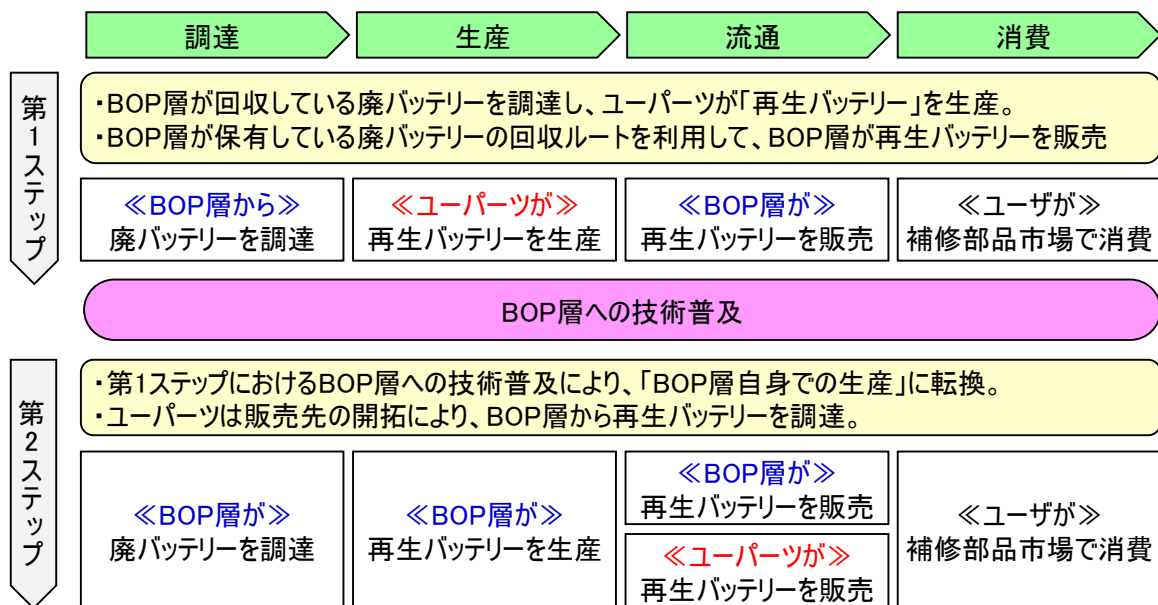 調達
生産
流通
消費
第1ステップ
・BOP層が回収している廃バッテリーを調達し、ユーパーツが「再生バッテリー」を生産。
・BOP層が保有している廃バッテリーの回収ルートを利用して、BOP層が再生バッテリーを販売
≪BOP層から≫
廃バッテリーを調達
≪ユーパーツが≫
再生バッテリーを生産
≪BOP層が≫
再生バッテリーを販売
≪ユーザが≫
補修部品市場で消費
BOP層への技術普及
第2ステップ
・第1ステップにおけるBOP層への技術普及により、「BOP層自身での生産」に転換。
・ユーパーツは販売先の開拓により、BOP層から再生バッテリーを調達。
≪BOP層が≫
廃バッテリーを調達
≪BOP層が≫
再生バッテリーを生産
≪BOP層が≫
再生バッテリーを販売
≪ユーパーツが≫
再生バッテリーを販売
≪ユーザが≫
補修部品市場で消費